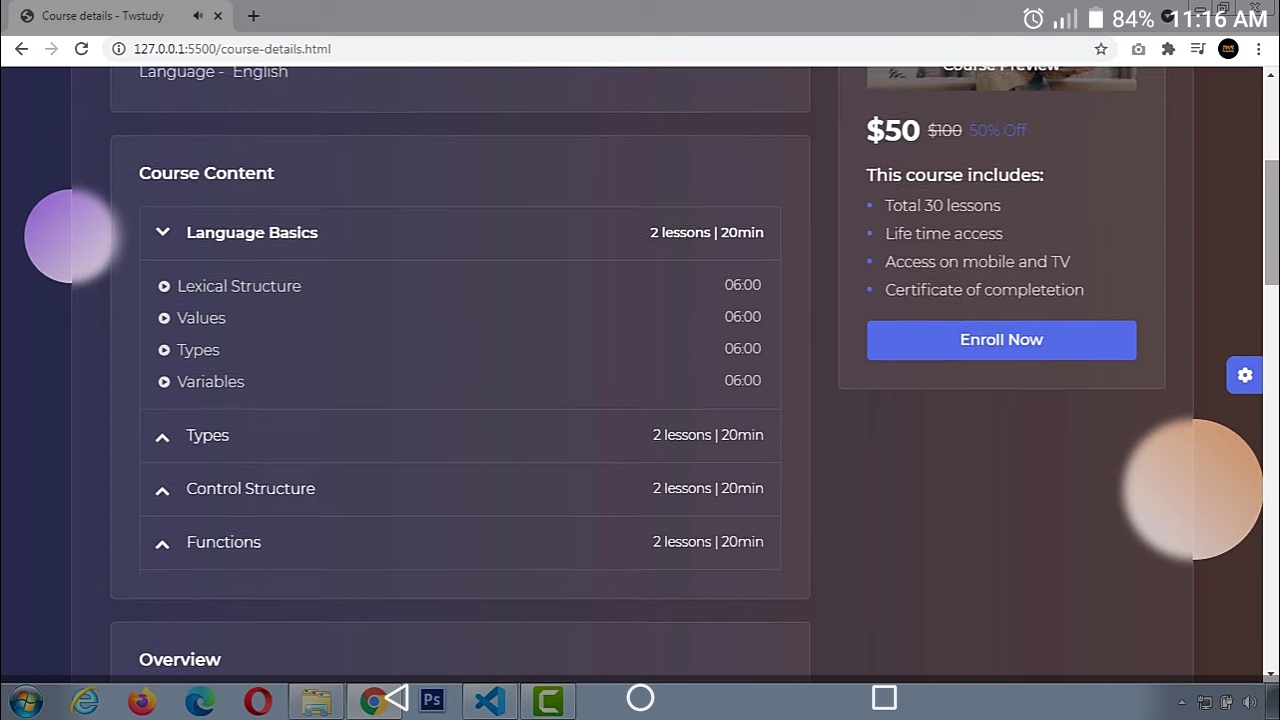 Course details - Twstudy
84% 11:16 AM
127.0.0.1:5500/course-details.html
Language - English
Course Preview
$50 $100 50% Off
Course Content
This course includes:
Total 30 lessons
Life time access
Access on mobile and TV
Certificate of completetion
Enroll Now
Language Basics 2 lessons | 20min
Lexical Structure 06:00
Values 06:00
Types 06:00
Variables 06:00
Types 2 lessons | 20min
Control Structure 2 lessons | 20min
Functions 2 lessons | 20min
Overview
Ps